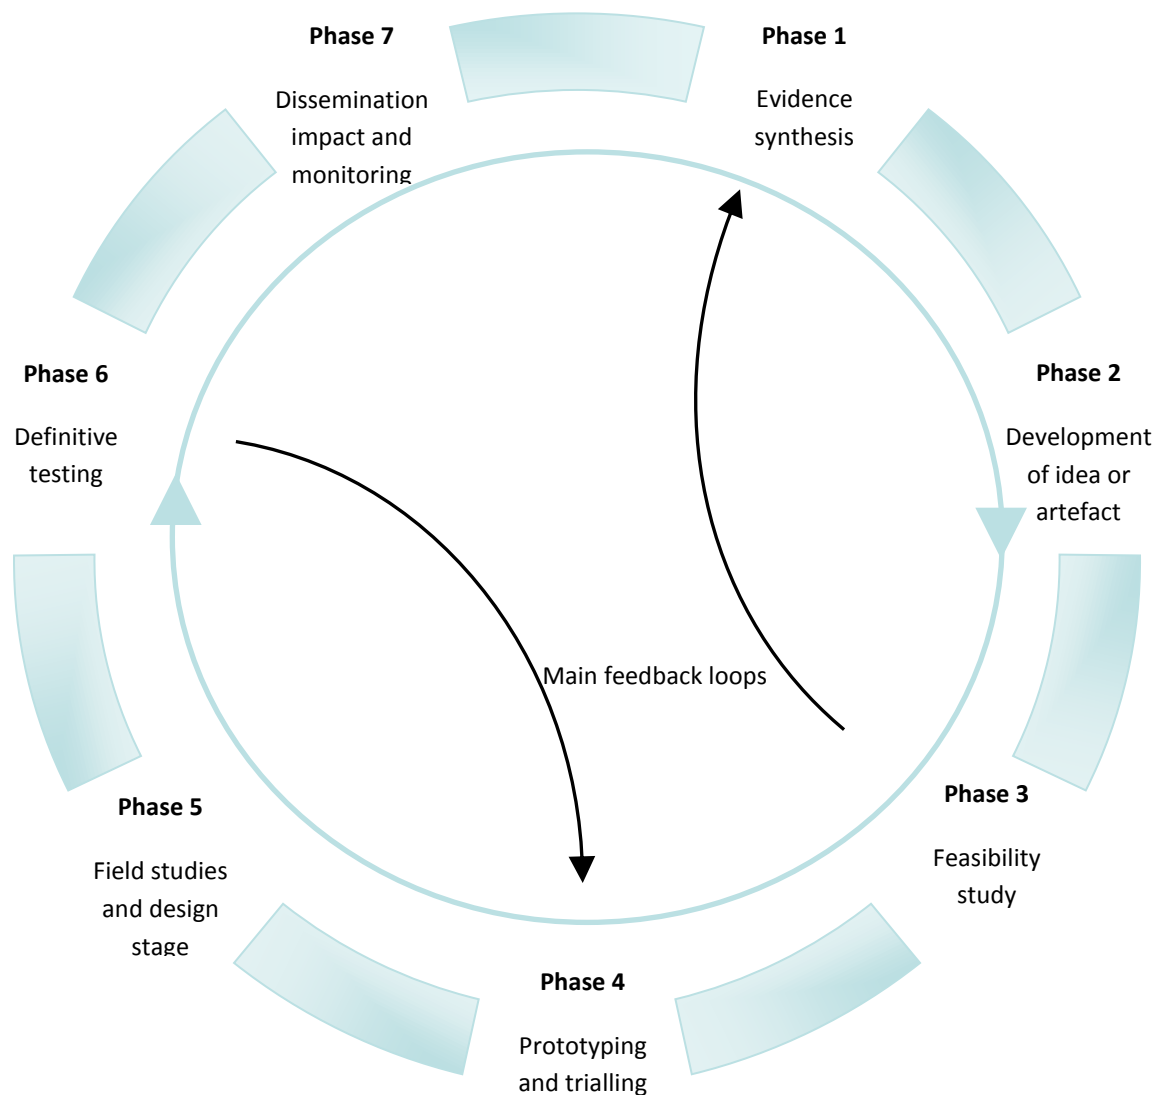 Phase 1
Evidence
synthesis
Phase 2
Development
of idea or
artefact
Phase 3
Feasibility
study
Phase 4
Prototyping
and trialling
Phase 5
Field studies
and design
stage
Phase 6
Definitive
testing
Phase 7
Dissemination
impact and
monitoring
Main feedback loops